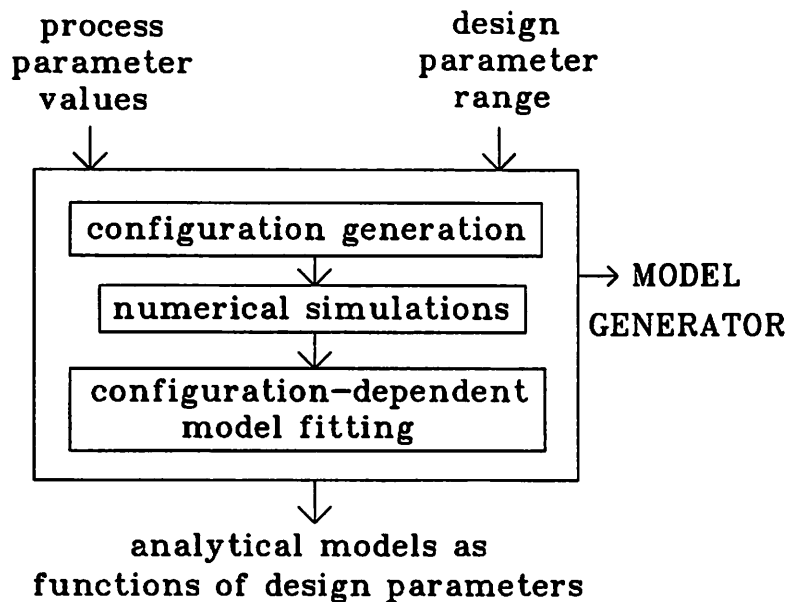 process
parameter
values
design
parameter
range
configuration generation
numerical simulations
configuration-dependent
model fitting
MODEL
GENERATOR
analytical models as
functions of design parameters